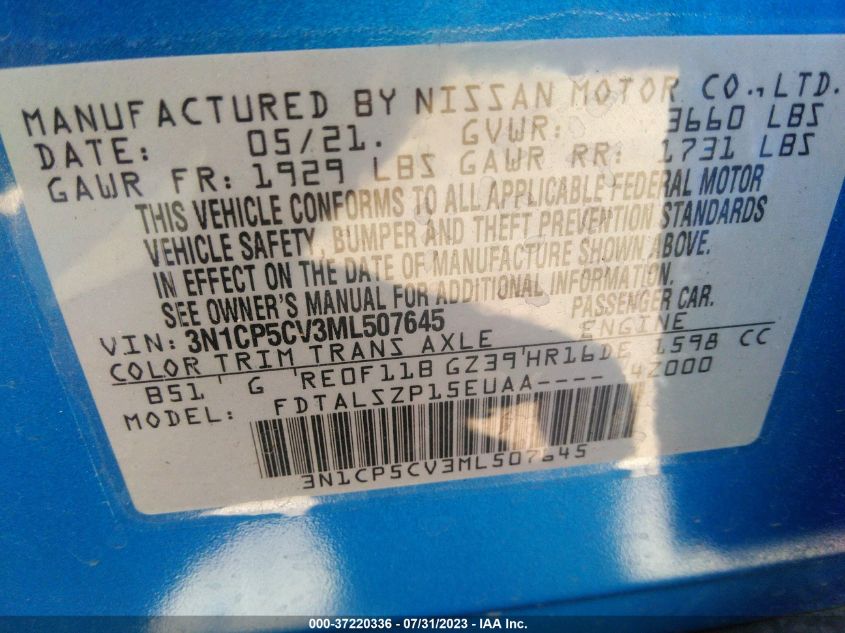 MANUFACTURED BY NISSAN MOTOR CO., LTD.
DATE: 05/21. GVWR: 3660 LBS
GAWR FR: 1929 LBS GAWR RR: 1731 LBS
THIS VEHICLE CONFORMS TO ALL APPLICABLE FEDERAL MOTOR
VEHICLE SAFETY, BUMPER AND THEFT PREVENTION STANDARDS
IN EFFECT ON THE DATE OF MANUFACTURE SHOWN ABOVE.
SEE OWNER'S MANUAL FOR ADDITIONAL INFORMATION.
VIN: 3N1CP5CV3ML507645 PASSENGER CAR.
COLOR TRIM TRANS AXLE ENGINE
B51 G RE0F11B GZ39 HR16DE 1598 CC
MODEL: FDTALSZP15EUAA---- 4Z000
3N1CP5CV3ML507645
000-37220336 - 07/31/2023 - IAA Inc.